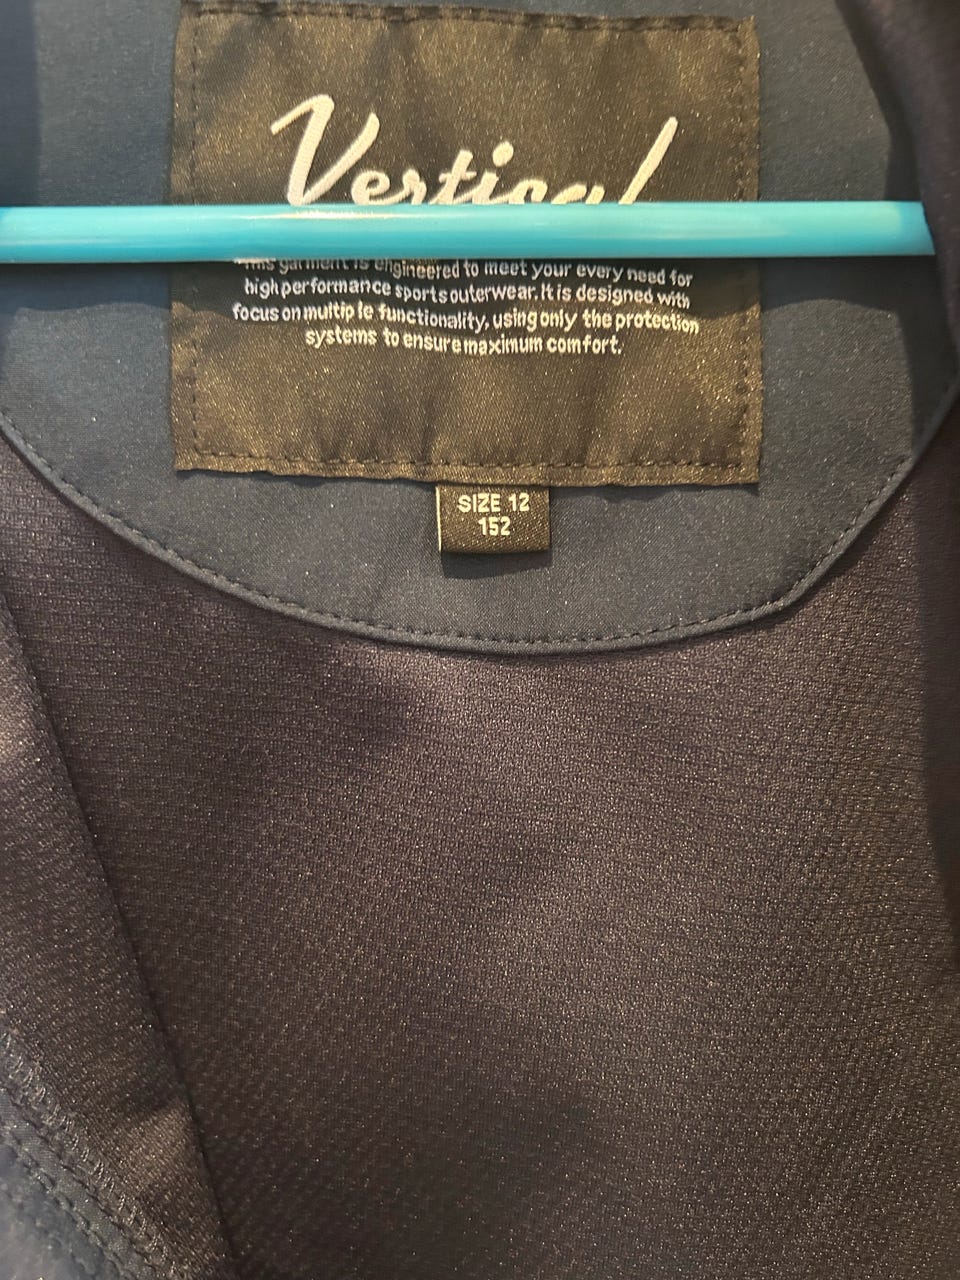 Vertical
This garment is engineered to meet your every need for
high performance sports outerwear. It is designed with
focus on multip le functionality, using only the protection
systems to ensure maximum comfort.
SIZE 12
152